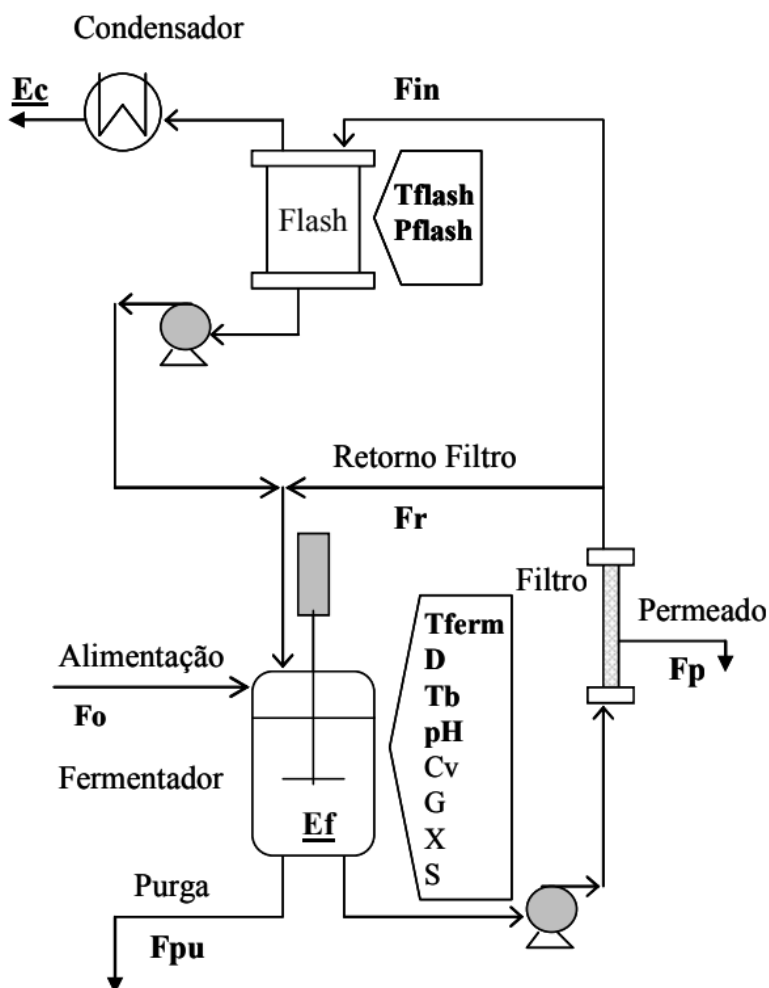 Condensador
Ec
Fin
Tflash
Pflash
Flash
Retorno Filtro
Fr
Filtro
Permeado
Fp
Tferm
D
Tb
pH
Cv
G
X
S
Alimentação
Fo
Fermentador
Ef
Purga
Fpu